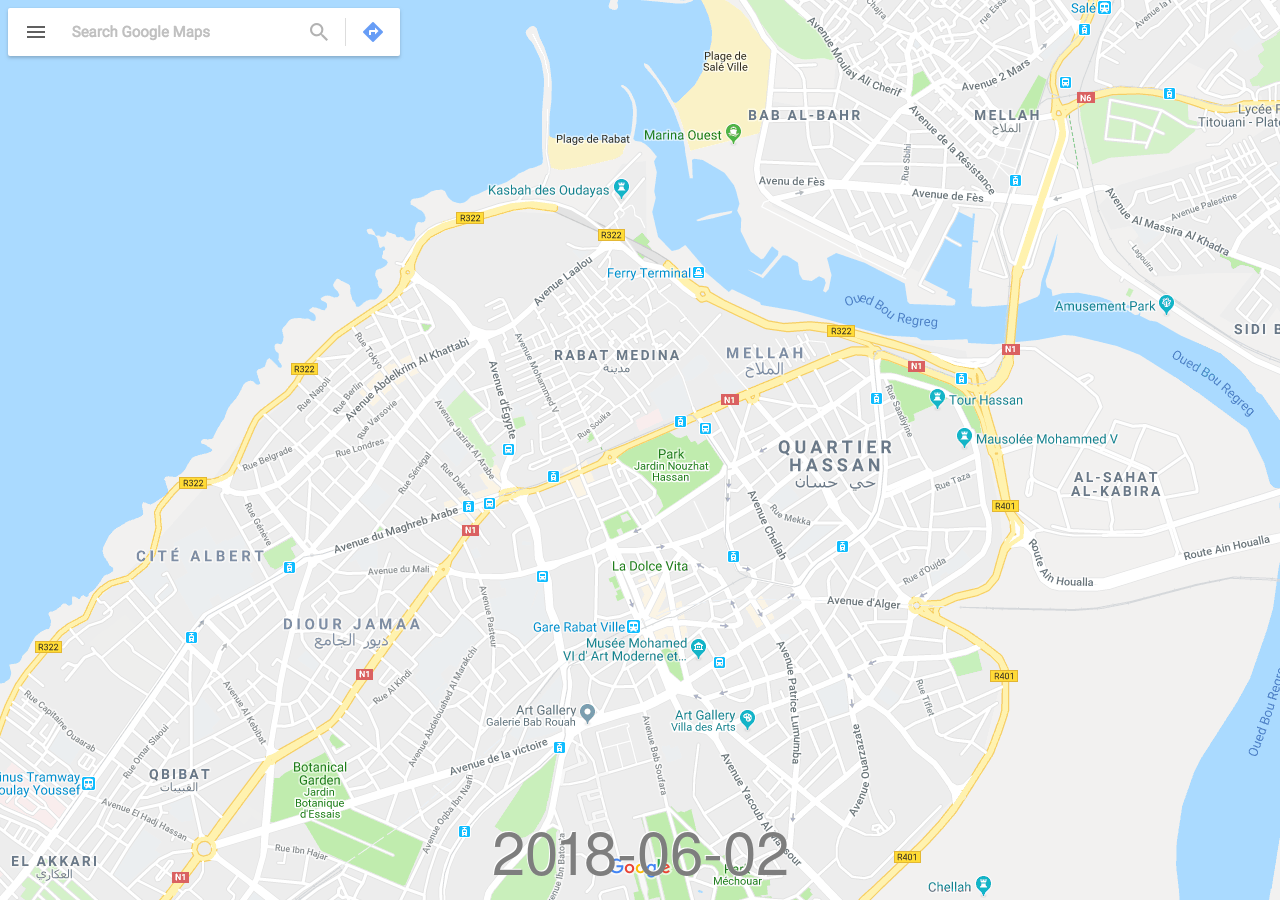 Search Google Maps
Salé
Chajra
rue Ess
Plage de
Salé Ville
Avenue Moulay Ali Cherif
Avenue 2 Mars
N6
BAB AL-BAHR
MELLAH
الملاح
Lycée F
Titouani - Plate
Marina Ouest
Plage de Rabat
Avenue de la Résistance
Rue Sbihi
Avenu de Fès
Avenue de Fès
Kasbah des Oudayas
Avenue Palestine
Avenue Al Massira Al Khadra
R322
R322
Lagouira
Avenue Laalou
Ferry Terminal
Oued Bou Regreg
Amusement Park
SIDI B
R322
RABAT MEDINA
مدينة
MELLAH
الملاح
N1
N1
Oued Bou Regreg
Rue Tokyo
Avenue Abdelkrim Al Khattabi
Avenue Mohammed V
Avenue d'Égypte
R322
Rue Napoli
Rue Berlin
Rue Varsovie
N1
Tour Hassan
Rue Saadiyine
Rue Souika
Avenue Jazirat Al Arabe
Mausolée Mohammed V
Rue Londres
Rue Belgrade
Rue Sénégal
Rue Dakar
Park
Jardin Nouzhat
Hassan
QUARTIER
HASSAN
حي حسان
AL-SAHAT
AL-KABIRA
R322
Rue Taza
R401
Rue Genève
Avenue du Maghreb Arabe
N1
Avenue Chellah
Rue Mekka
CITÉ ALBERT
Route Ain Houalla
Route Ain Houalla
La Dolce Vita
Avenue du Mali
Rue d'Oujda
Avenue Pasteur
Avenue d'Alger
DIOUR JAMAA
ديور الجامع
Gare Rabat Ville
Musée Mohamed
VI d' Art Moderne et...
R322
N1
R401
Rue Al Kindi
Avenue Abdelouahed Al Marakchi
Avenue Patrice Lumumba
Rue Tiflet
Rue Capitaine Ouaarab
Avenue Al Kebibat
Rue Omar Slaoui
Art Gallery
Galerie Bab Rouah
Art Gallery
Villa des Arts
Avenue Bab Soufara
Avenue Ouarzazate
Oued Bou Regreg
Avenue de la victoire
QBIBAT
القبيبات
Botanical
Garden
Jardin
Botanique
d'Essais
inus Tramway
oulay Youssef
Avenue El Hadj Hassan
Avenue Oqba Ibn Naafi
Avenue Yacoub Al Mansour
Rue Ibn Hajar
Avenue Ibn Batouta
EL AKKARI
العكاري
N1
R401
2018-06-02
Google
Méchouar
Chellah